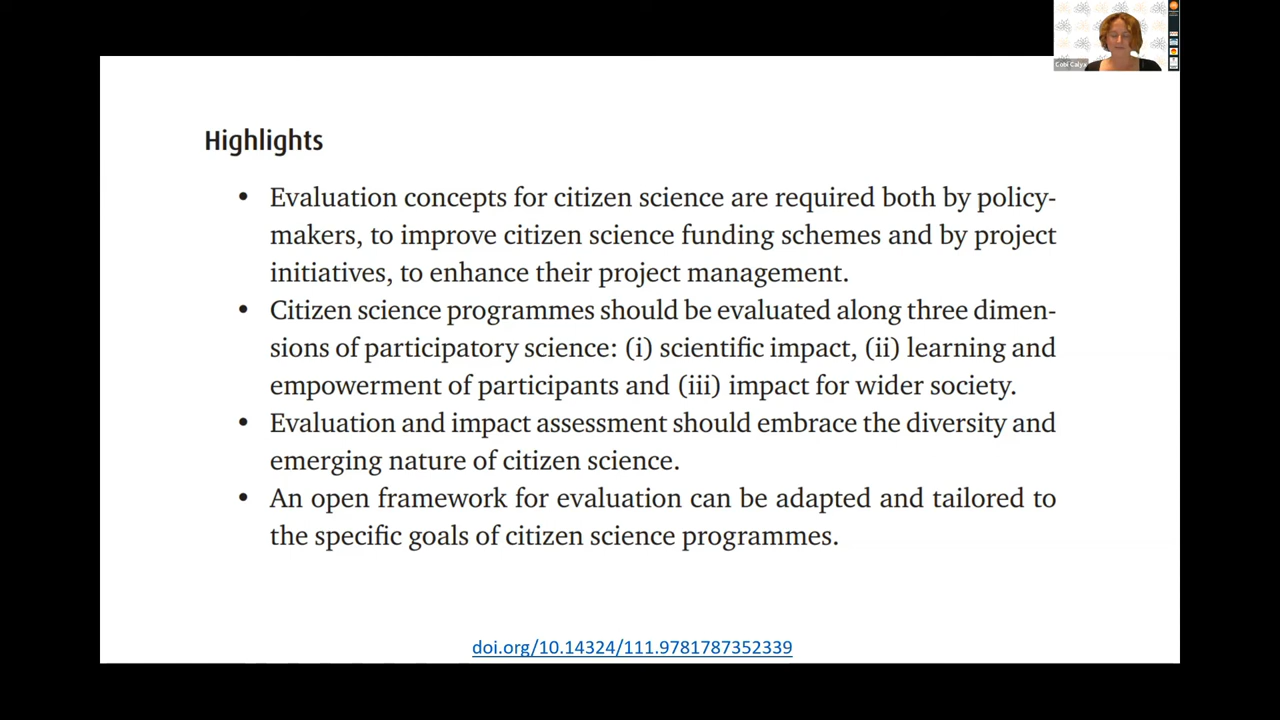 Cobi Calyx
Highlights
• Evaluation concepts for citizen science are required both by policy-
makers, to improve citizen science funding schemes and by project
initiatives, to enhance their project management.
• Citizen science programmes should be evaluated along three dimen-
sions of participatory science: (i) scientific impact, (ii) learning and
empowerment of participants and (iii) impact for wider society.
• Evaluation and impact assessment should embrace the diversity and
emerging nature of citizen science.
• An open framework for evaluation can be adapted and tailored to
the specific goals of citizen science programmes.
doi.org/10.14324/111.9781787352339